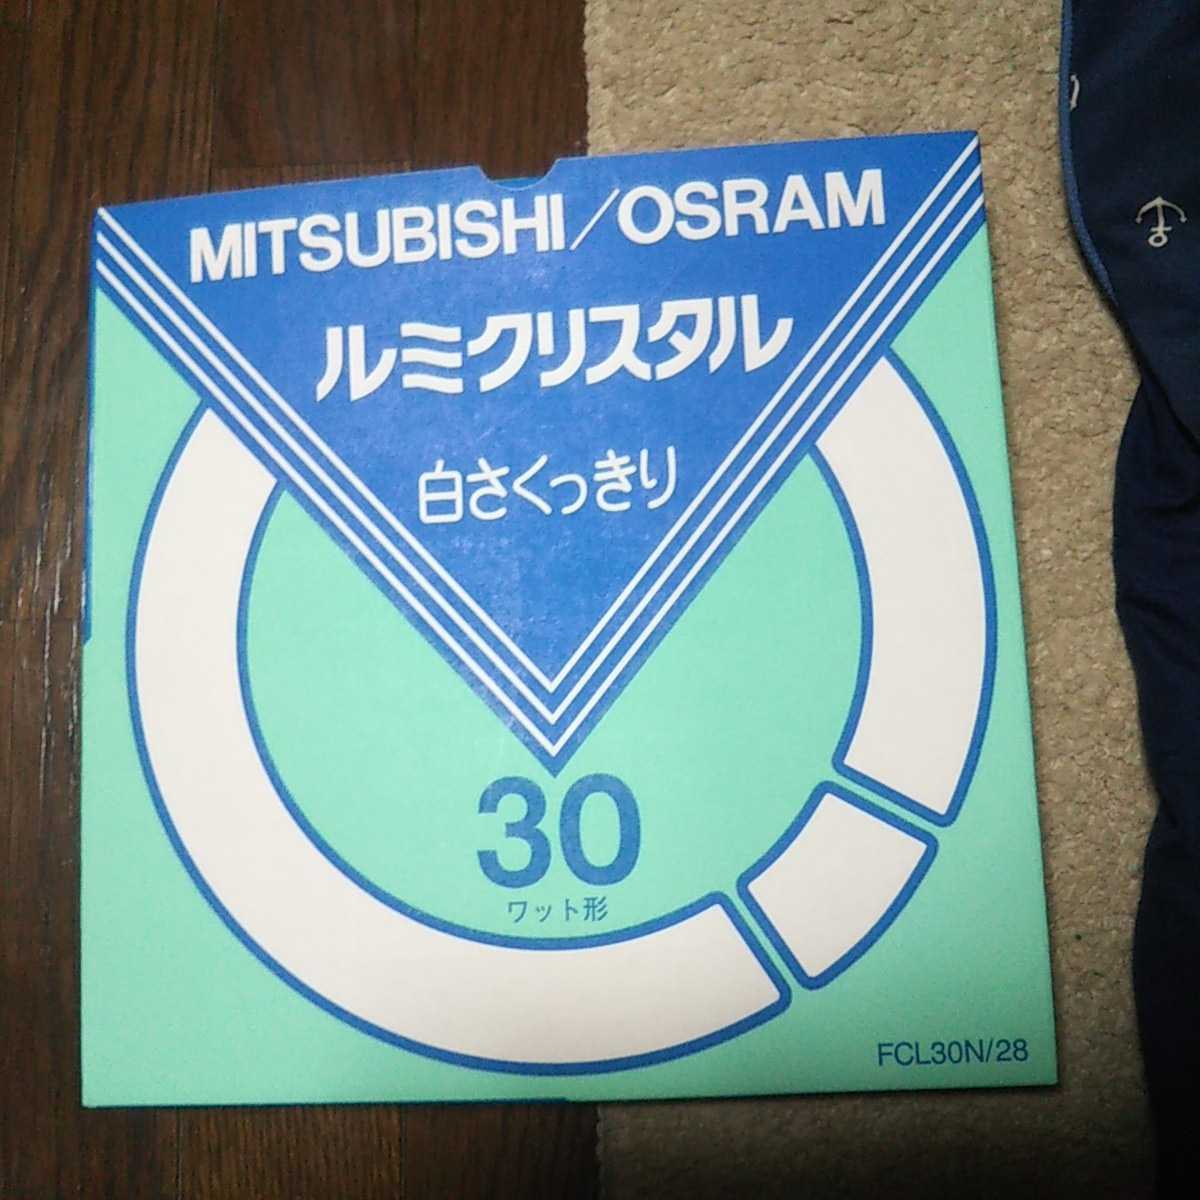 MITSUBISHI/OSRAM
ルミクリスタル
白さくっきり
30
ワット形
FCL30N/28